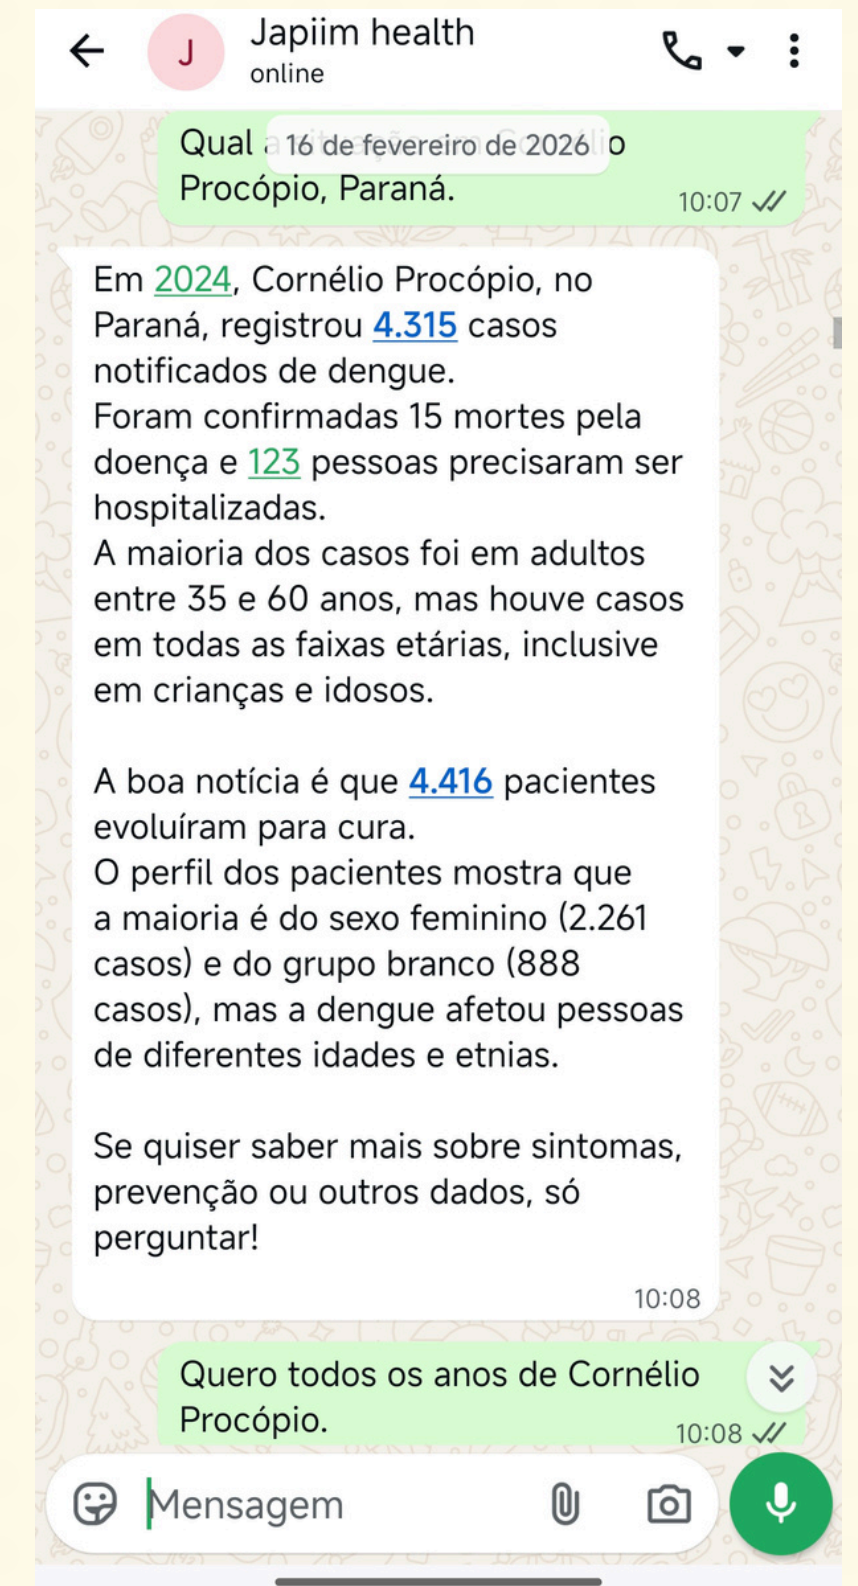 Japiim health
online
16 de fevereiro de 2026
Qual a situação em Cornélio
Procópio, Paraná.
10:07
Em 2024, Cornélio Procópio, no
Paraná, registrou 4.315 casos
notificados de dengue.
Foram confirmadas 15 mortes pela
doença e 123 pessoas precisaram ser
hospitalizadas.
A maioria dos casos foi em adultos
entre 35 e 60 anos, mas houve casos
em todas as faixas etárias, inclusive
em crianças e idosos.
A boa notícia é que 4.416 pacientes
evoluíram para cura.
O perfil dos pacientes mostra que
a maioria é do sexo feminino (2.261
casos) e do grupo branco (888
casos), mas a dengue afetou pessoas
de diferentes idades e etnias.
Se quiser saber mais sobre sintomas,
prevenção ou outros dados, só
perguntar!
10:08
Quero todos os anos de Cornélio
Procópio.
10:08
Mensagem
J